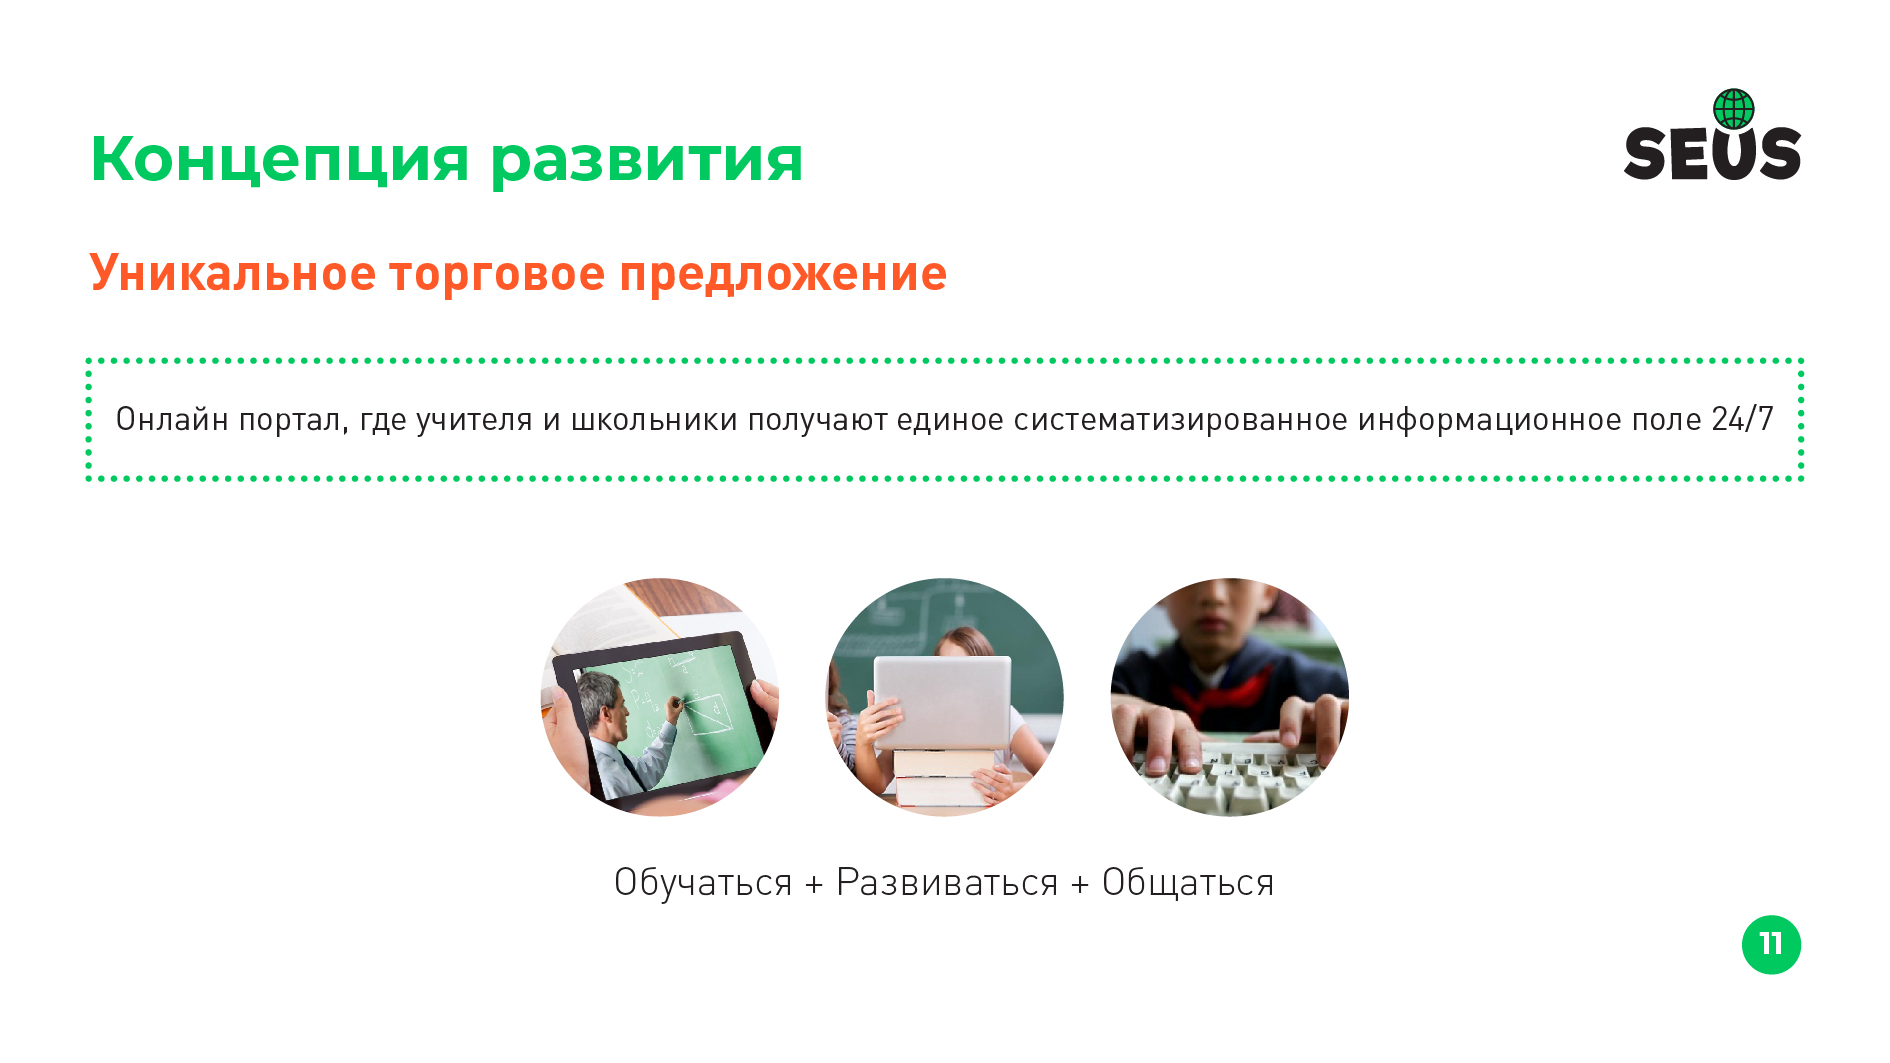 SEUS
Концепция развития
Уникальное торговое предложение
Онлайн портал, где учителя и школьники получают единое систематизированное информационное поле 24/7
Обучаться + Развиваться + Общаться
11